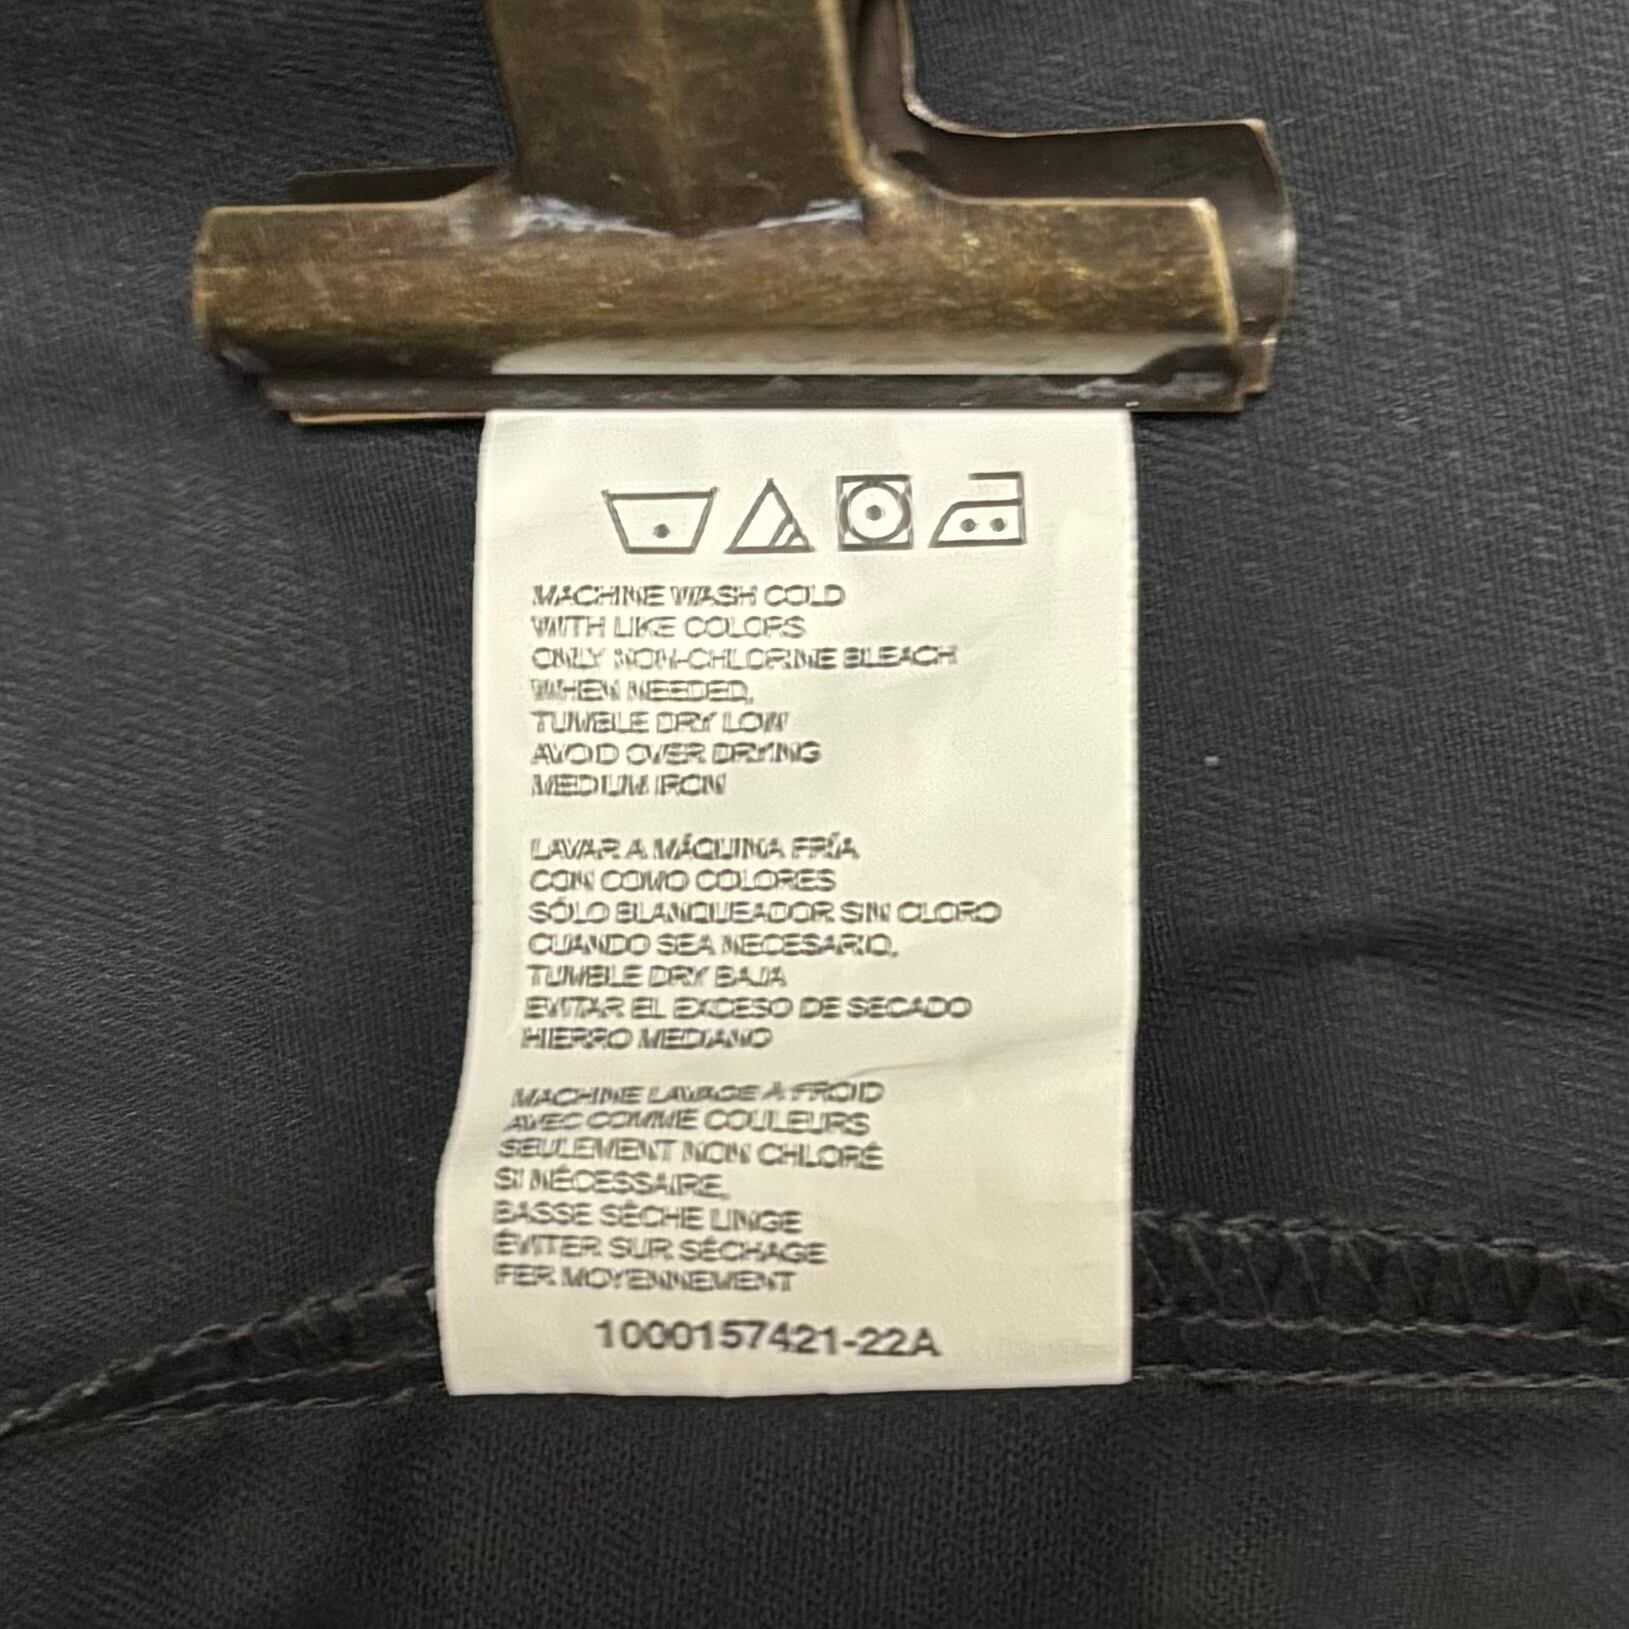 MACHINE WASH COLD
WITH LIKE COLORS
ONLY NON-CHLORINE BLEACH
WHEN NEEDED,
TUMBLE DRY LOW
AVOID OVER DRYING
MEDIUM IRON
LAVAR A MÁQUINA FRÍA
CON COMO COLORES
SÓLO BLANQUEADOR SIN CLORO
CUANDO SEA NECESARIO,
TUMBLE DRY BAJA
EVITAR EL EXCESO DE SECADO
HIERRO MEDIANO
MACHINE LAVAGE À FROID
AVEC COMME COULEURS
SEULEMENT NON CHLORÉ
SI NÉCESSAIRE,
BASSE SÈCHE LINGE
ÉVITER SUR SÉCHAGE
FER MOYENNEMENT
1000157421-22A